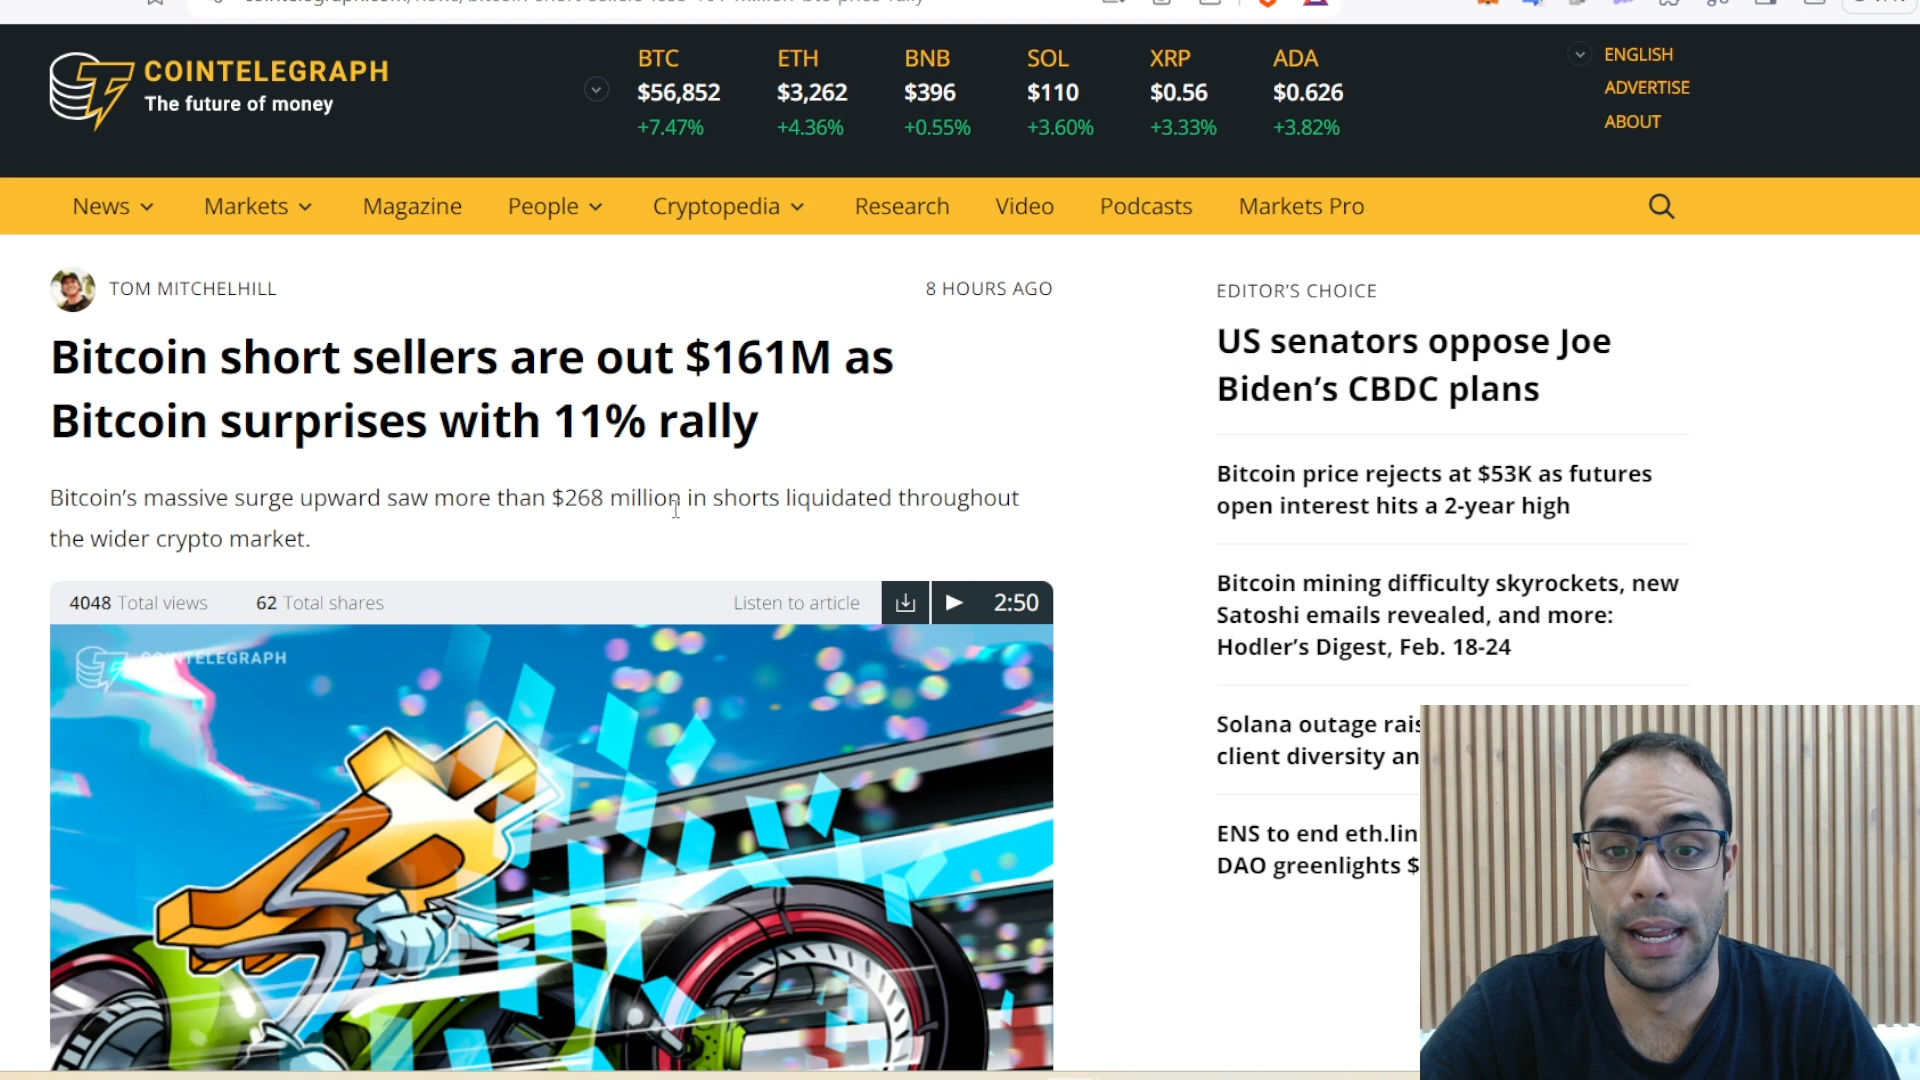 COINTELEGRAPH
The future of money
BTC
$56,852
+7.47%
ETH
$3,262
+4.36%
BNB
$396
+0.55%
SOL
$110
+3.60%
XRP
$0.56
+3.33%
ADA
$0.626
+3.82%
ENGLISH
ADVERTISE
ABOUT
News
Markets
Magazine
People
Cryptopedia
Research
Video
Podcasts
Markets Pro
TOM MITCHELHILL
8 HOURS AGO
Bitcoin short sellers are out $161M as
Bitcoin surprises with 11% rally
Bitcoin’s massive surge upward saw more than $268 million in shorts liquidated throughout
the wider crypto market.
4048 Total views
62 Total shares
Listen to article
2:50
COINTELEGRAPH
EDITOR’S CHOICE
US senators oppose Joe
Biden’s CBDC plans
Bitcoin price rejects at $53K as futures
open interest hits a 2-year high
Bitcoin mining difficulty skyrockets, new
Satoshi emails revealed, and more:
Hodler’s Digest, Feb. 18-24
Solana outage
client diversity
ENS to end
DAO greenlights